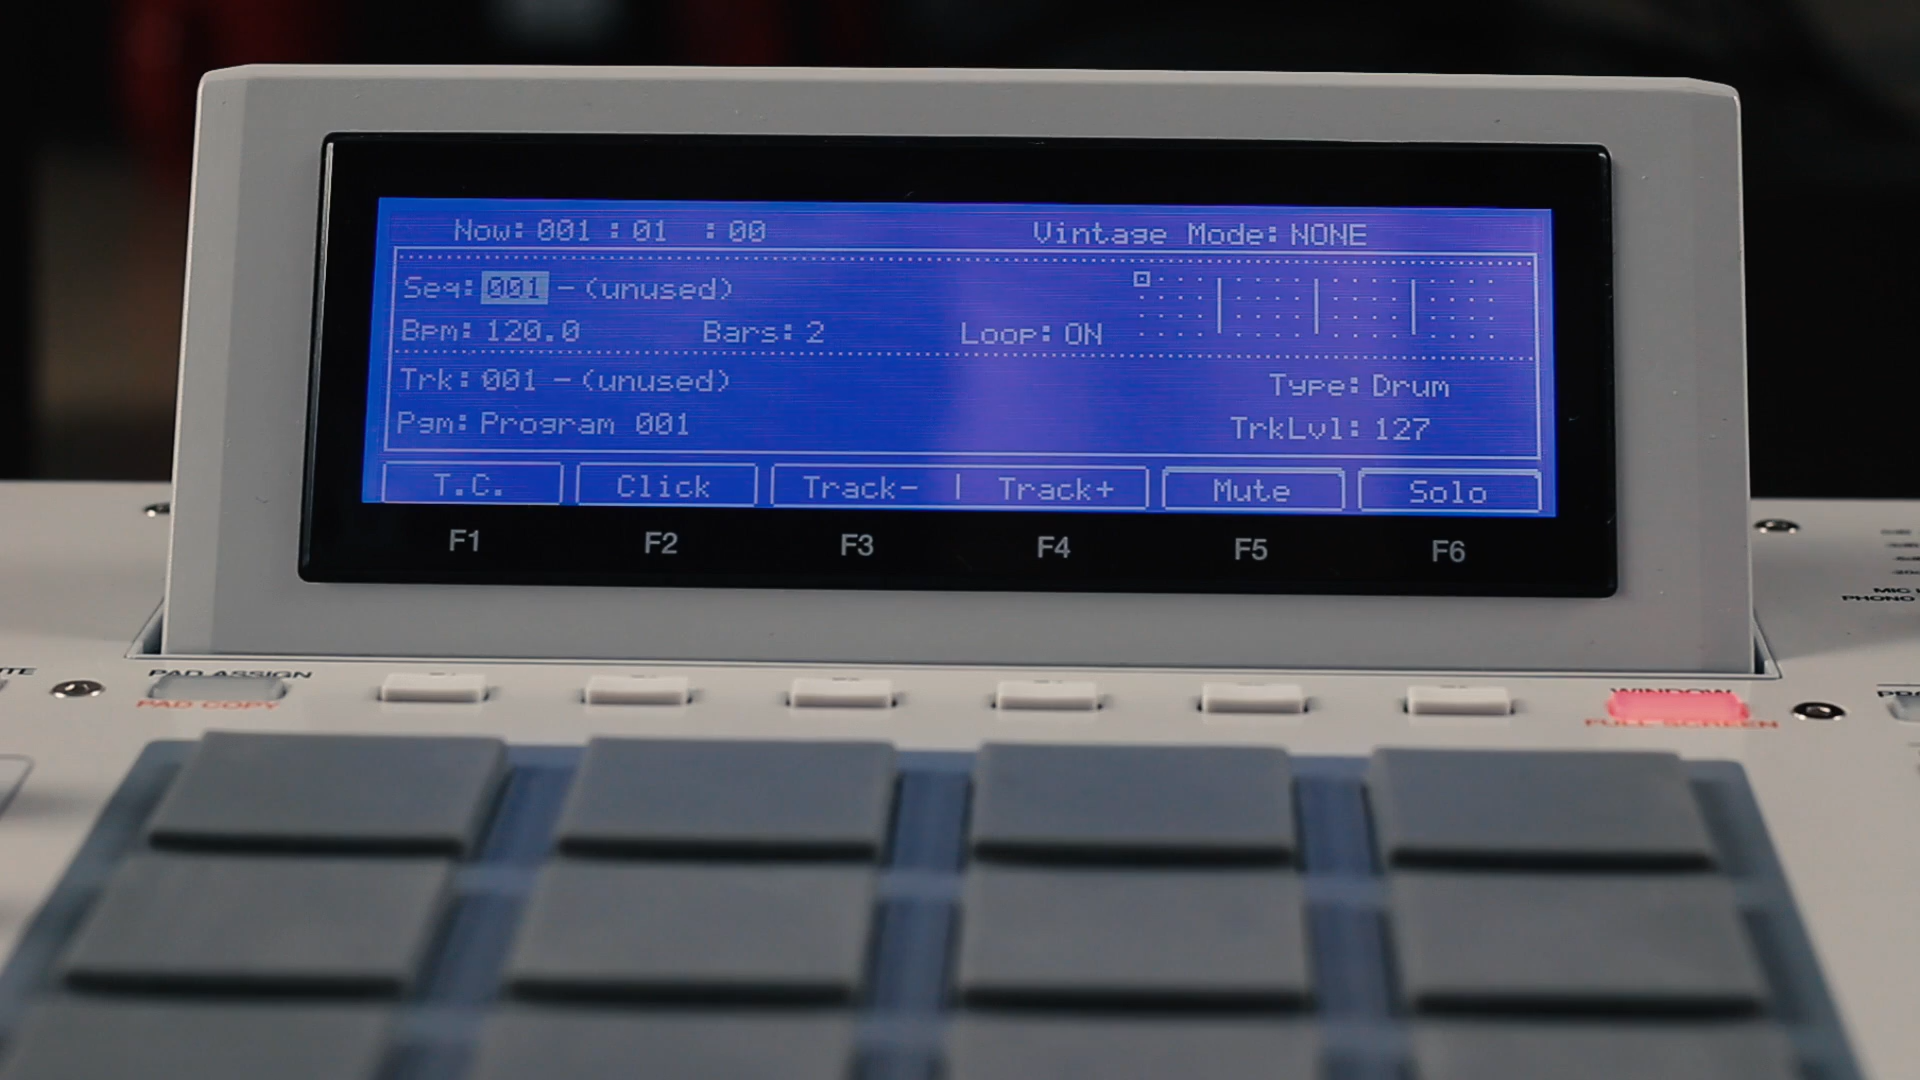 Now: 001 : 01 : 00 Vintage Mode: NONE
Seq: 001 - (unused)
Bpm: 120.0 Bars: 2 Loop: ON
Trk: 001 - (unused) Type: Drum
Pgm: Program 001 TrkLvl: 127
T.C. Click Track- | Track+ Mute Solo
F1 F2 F3 F4 F5 F6
PAD ASSIGN
PAD COPY
WINDOW
FULL SCREEN
MIC
PHONO